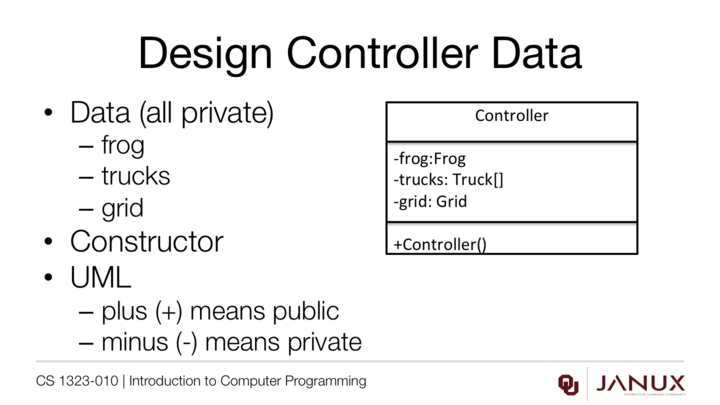 Design Controller Data
• Data (all private)
– frog
– trucks
– grid
• Constructor
• UML
– plus (+) means public
– minus (-) means private
Controller
-frog:Frog
-trucks: Truck[]
-grid: Grid
+Controller()
CS 1323-010 | Introduction to Computer Programming
JANUX
INTERACTIVE LEARNING COMMUNITY